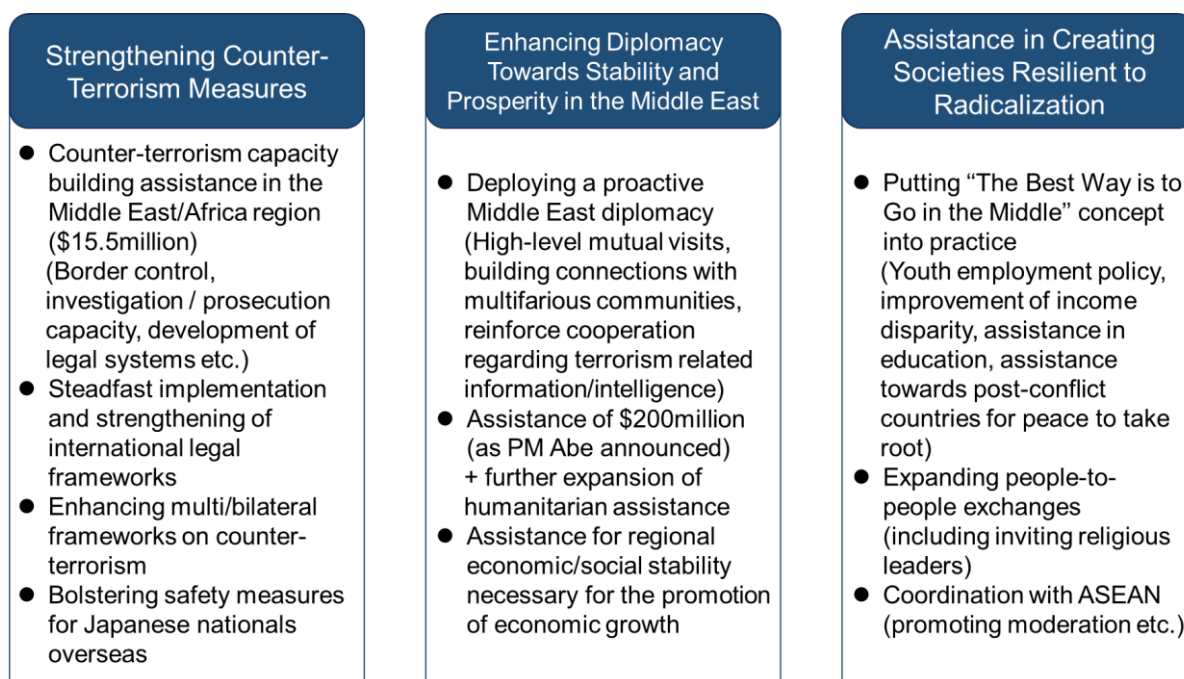 Strengthening Counter-
Terrorism Measures
● Counter-terrorism capacity
building assistance in the
Middle East/Africa region
($15.5million)
(Border control,
investigation / prosecution
capacity, development of
legal systems etc.)
● Steadfast implementation
and strengthening of
international legal
frameworks
● Enhancing multi/bilateral
frameworks on counter-
terrorism
● Bolstering safety measures
for Japanese nationals
overseas
Enhancing Diplomacy
Towards Stability and
Prosperity in the Middle East
● Deploying a proactive
Middle East diplomacy
(High-level mutual visits,
building connections with
multifarious communities,
reinforce cooperation
regarding terrorism related
information/intelligence)
● Assistance of $200million
(as PM Abe announced)
+ further expansion of
humanitarian assistance
● Assistance for regional
economic/social stability
necessary for the promotion
of economic growth
Assistance in Creating
Societies Resilient to
Radicalization
● Putting “The Best Way is to
Go in the Middle” concept
into practice
(Youth employment policy,
improvement of income
disparity, assistance in
education, assistance
towards post-conflict
countries for peace to take
root)
● Expanding people-to-
people exchanges
(including inviting religious
leaders)
● Coordination with ASEAN
(promoting moderation etc.)